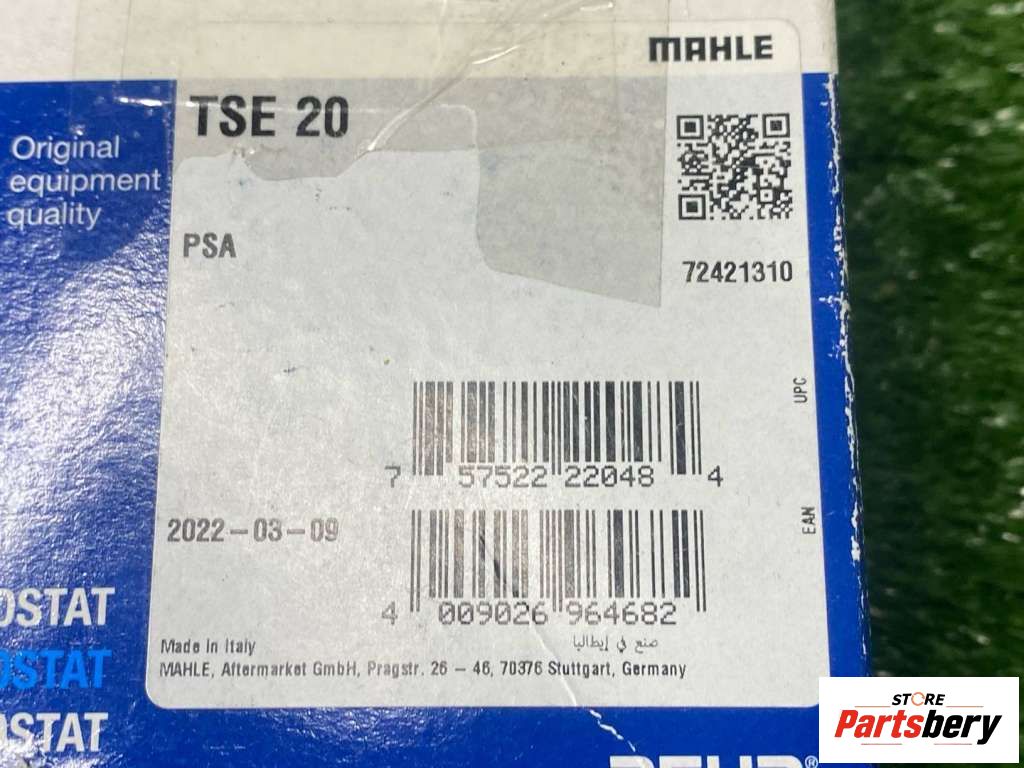 MAHLE
TSE 20
Original
equipment
quality
PSA
72421310
UPC
7 57522 22048 4
2022-03-09
EAN
4 009026 964682
OSTAT
OSTAT
OSTAT
Made in Italy
صنع في إيطاليا
MAHLE, Aftermarket GmbH, Pragstr. 26 – 46, 70376 Stuttgart, Germany
STORE
Partsbery